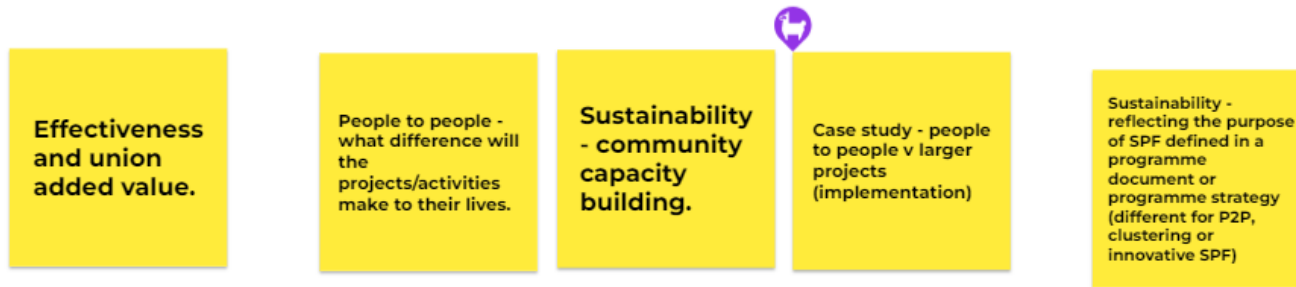 Effectiveness
and union
added value.
People to people -
what difference will
the
projects/activities
make to their lives.
Sustainability
- community
capacity
building.
Case study - people
to people v larger
projects
(implementation)
Sustainability -
reflecting the purpose
of SPF defined in a
programme
document or
programme strategy
(different for P2P,
clustering or
innovative SPF)